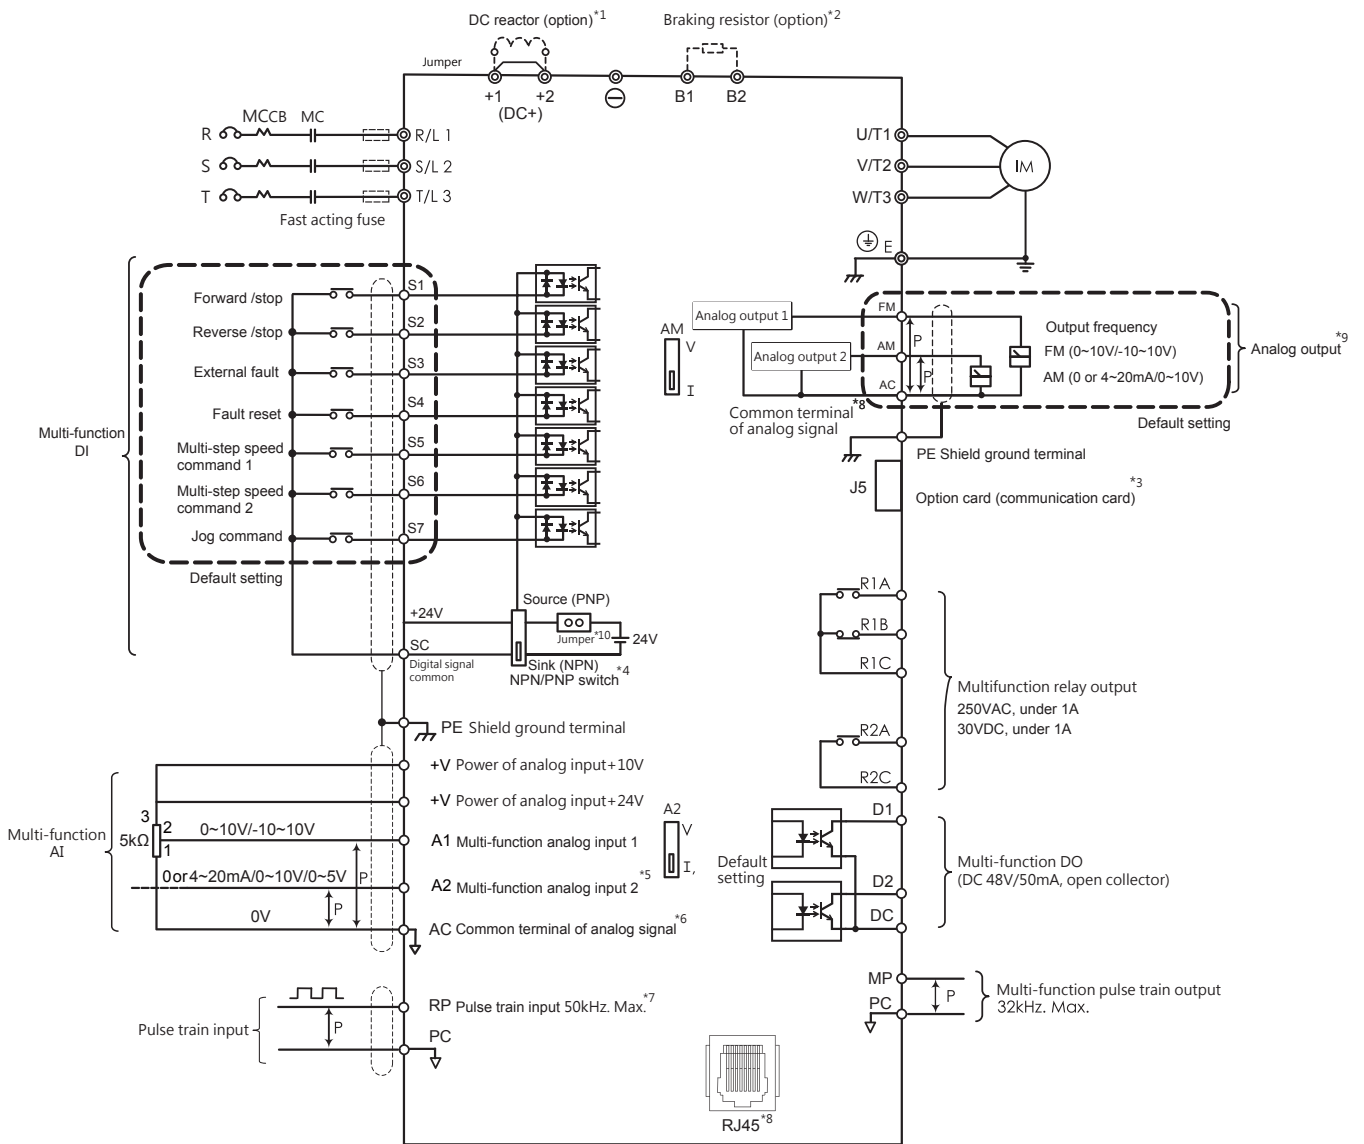 DC reactor (option)*1
Braking resistor (option)*2
Jumper
+1
+2
(DC+)
B1
B2
MCCB
MC
R
R/L 1
S
S/L 2
T
T/L 3
Fast acting fuse
U/T1
V/T2
W/T3
IM
E
Multi-function
DI
Forward /stop
S1
Reverse /stop
S2
External fault
S3
Fault reset
S4
Multi-step speed
command 1
S5
Multi-step speed
command 2
S6
Jog command
S7
Default setting
+24V
SC
Digital signal
common
Source (PNP)
Jumper*10
24V
Sink (NPN)
NPN/PNP switch*4
AM
V
I
Analog output 1
Analog output 2
FM
AM
AC
P
P
Output frequency
FM (0~10V/-10~10V)
AM (0 or 4~20mA/0~10V)
Analog output*9
Common terminal*8
of analog signal
Default setting
PE Shield ground terminal
J5
Option card (communication card)*3
R1A
R1B
R1C
R2A
R2C
Multifunction relay output
250VAC, under 1A
30VDC, under 1A
PE Shield ground terminal
Multi-function
AI
+V Power of analog input+10V
+V Power of analog input+24V
3
2
1
5kΩ
0~10V/-10~10V
A1 Multi-function analog input 1
0or4~20mA/0~10V/0~5V
P
A2 Multi-function analog input 2*5
P
0V
AC Common terminal of analog signal*6
A2
V
I,
Default
setting
D1
D2
DC
Multi-function DO
(DC 48V/50mA, open collector)
Pulse train input
P
RP Pulse train input 50kHz. Max.*7
PC
MP
PC
P
Multi-function pulse train output
32kHz. Max.
RJ45*8